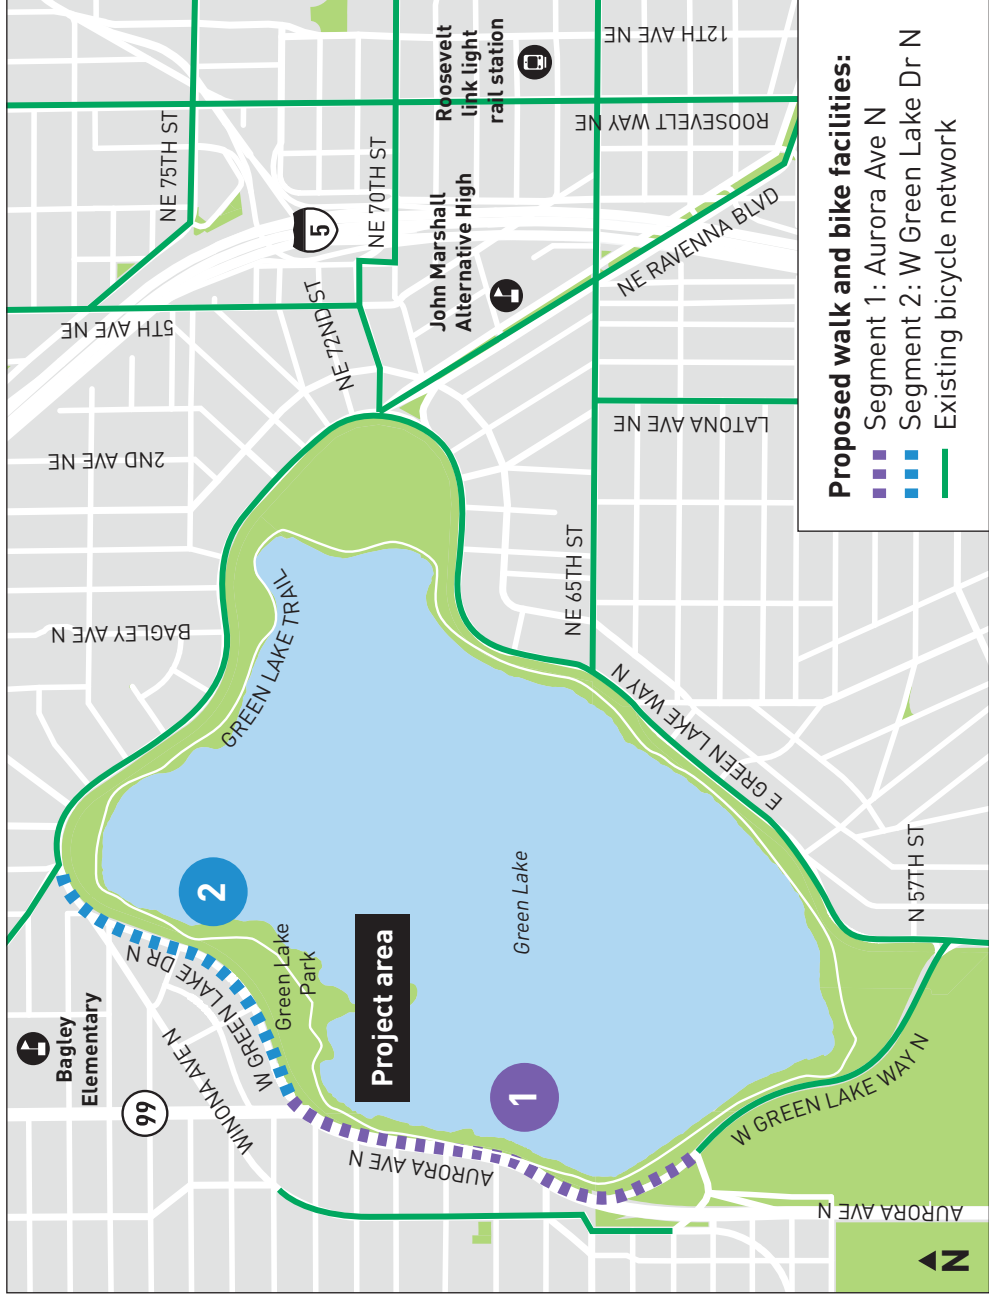 NE 75TH ST
5TH AVE NE
5
NE 72ND ST
NE 70TH ST
Roosevelt
link light
rail station
12TH AVE NE
ROOSEVELT WAY NE
John Marshall
Alternative High
NE RAVENNA BLVD
2ND AVE NE
LATONA AVE NE
BAGLEY AVE N
GREEN LAKE TRAIL
NE 65TH ST
E GREEN LAKE WAY N
N 57TH ST
Green Lake
2
Green Lake
Park
Project area
W GREEN LAKE DR N
W GREEN LAKE DR N
Bagley
Elementary
99
WINONA AVE N
AURORA AVE N
1
W GREEN LAKE WAY N
AURORA AVE N
N
Proposed walk and bike facilities:
Segment 1: Aurora Ave N
Segment 2: W Green Lake Dr N
Existing bicycle network